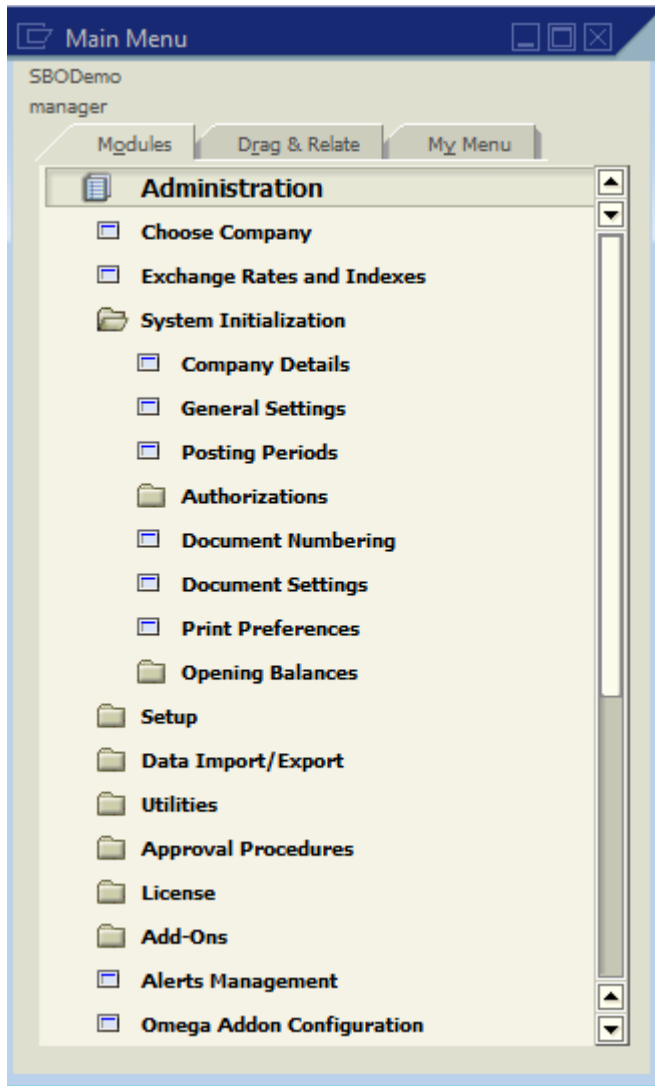 Main Menu
SBODemo
manager
Modules Drag & Relate My Menu
Administration
Choose Company
Exchange Rates and Indexes
System Initialization
Company Details
General Settings
Posting Periods
Authorizations
Document Numbering
Document Settings
Print Preferences
Opening Balances
Setup
Data Import/Export
Utilities
Approval Procedures
License
Add-Ons
Alerts Management
Omega Addon Configuration